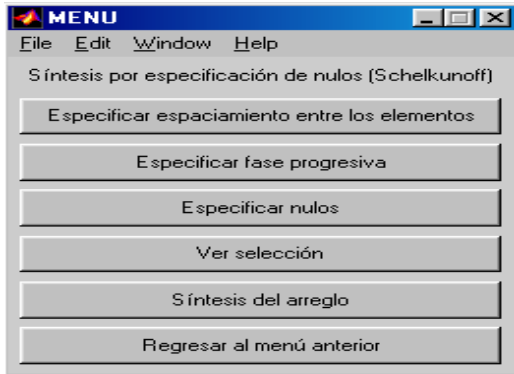 MENU
File Edit Window Help
Síntesis por especificación de nulos (Schelkunoff)
Especificar espaciamiento entre los elementos
Especificar fase progresiva
Especificar nulos
Ver selección
Síntesis del arreglo
Regresar al menú anterior